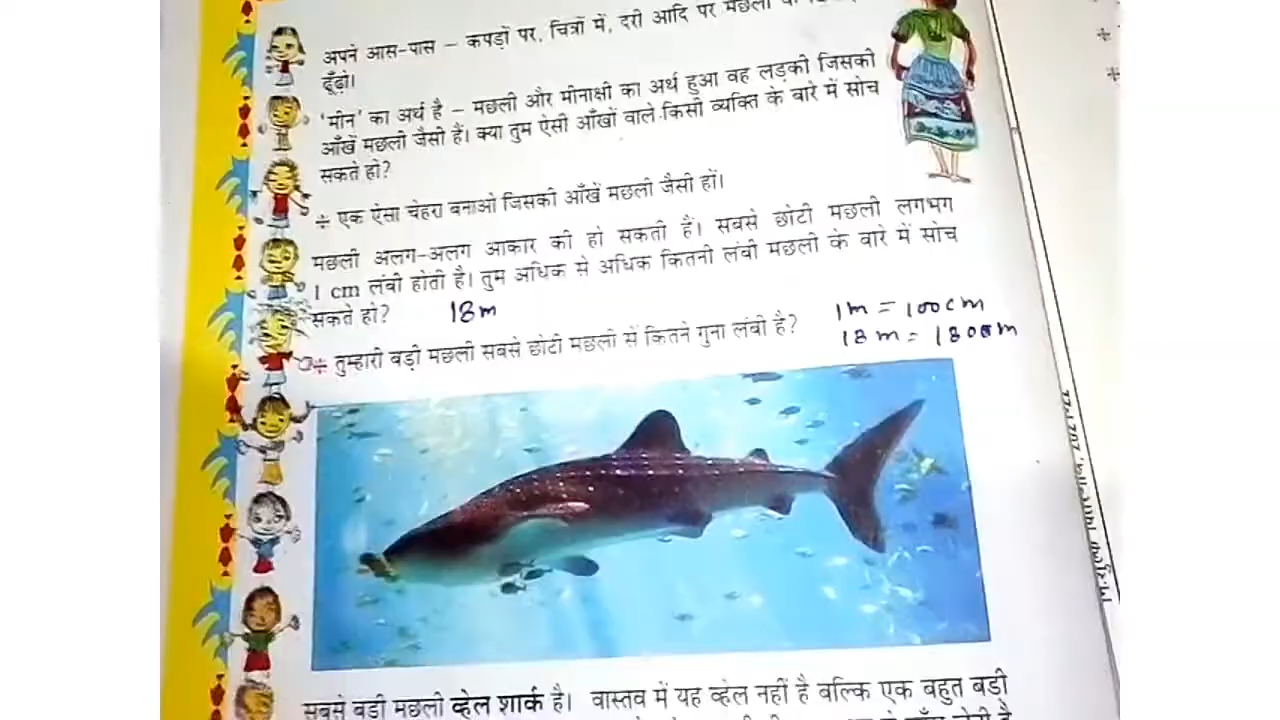 अपने आस-पास – कपड़ों पर, चित्रों में, दरी आदि पर मछली
ढूँढ़ो।
'मीन' का अर्थ है – मछली और मीनाक्षी का अर्थ हुआ वह लड़की जिसकी
आँखें मछली जैसी हैं। क्या तुम ऐसी आँखों वाले किसी व्यक्ति के बारे में सोच
सकते हो?
÷ एक ऐसा चेहरा बनाओ जिसकी आँखें मछली जैसी हों।
मछली अलग-अलग आकार की हो सकती हैं। सबसे छोटी मछली लगभग
1 cm लंबी होती है। तुम अधिक से अधिक कितनी लंबी मछली के बारे में सोच
सकते हो? 18m
1m = 100cm
÷ तुम्हारी बड़ी मछली सबसे छोटी मछली से कितने गुना लंबी है?
18m = 1800m
सबसे बड़ी मछली व्हेल शार्क है। वास्तव में यह व्हेल नहीं है बल्कि एक बहुत बड़ी